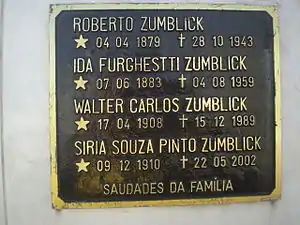 ROBERTO ZUMBLICK
★ 04 04 1879 † 28 10 1943
IDA FURGHESTTI ZUMBLICK
★ 07 06 1883 † 04 08 1959
WALTER CARLOS ZUMBLICK
★ 17 04 1908 † 15 12 1989
SIRIA SOUZA PINTO ZUMBLICK
★ 09 12 1910 † 22 05 2002
SAUDADES DA FAMÍLIA